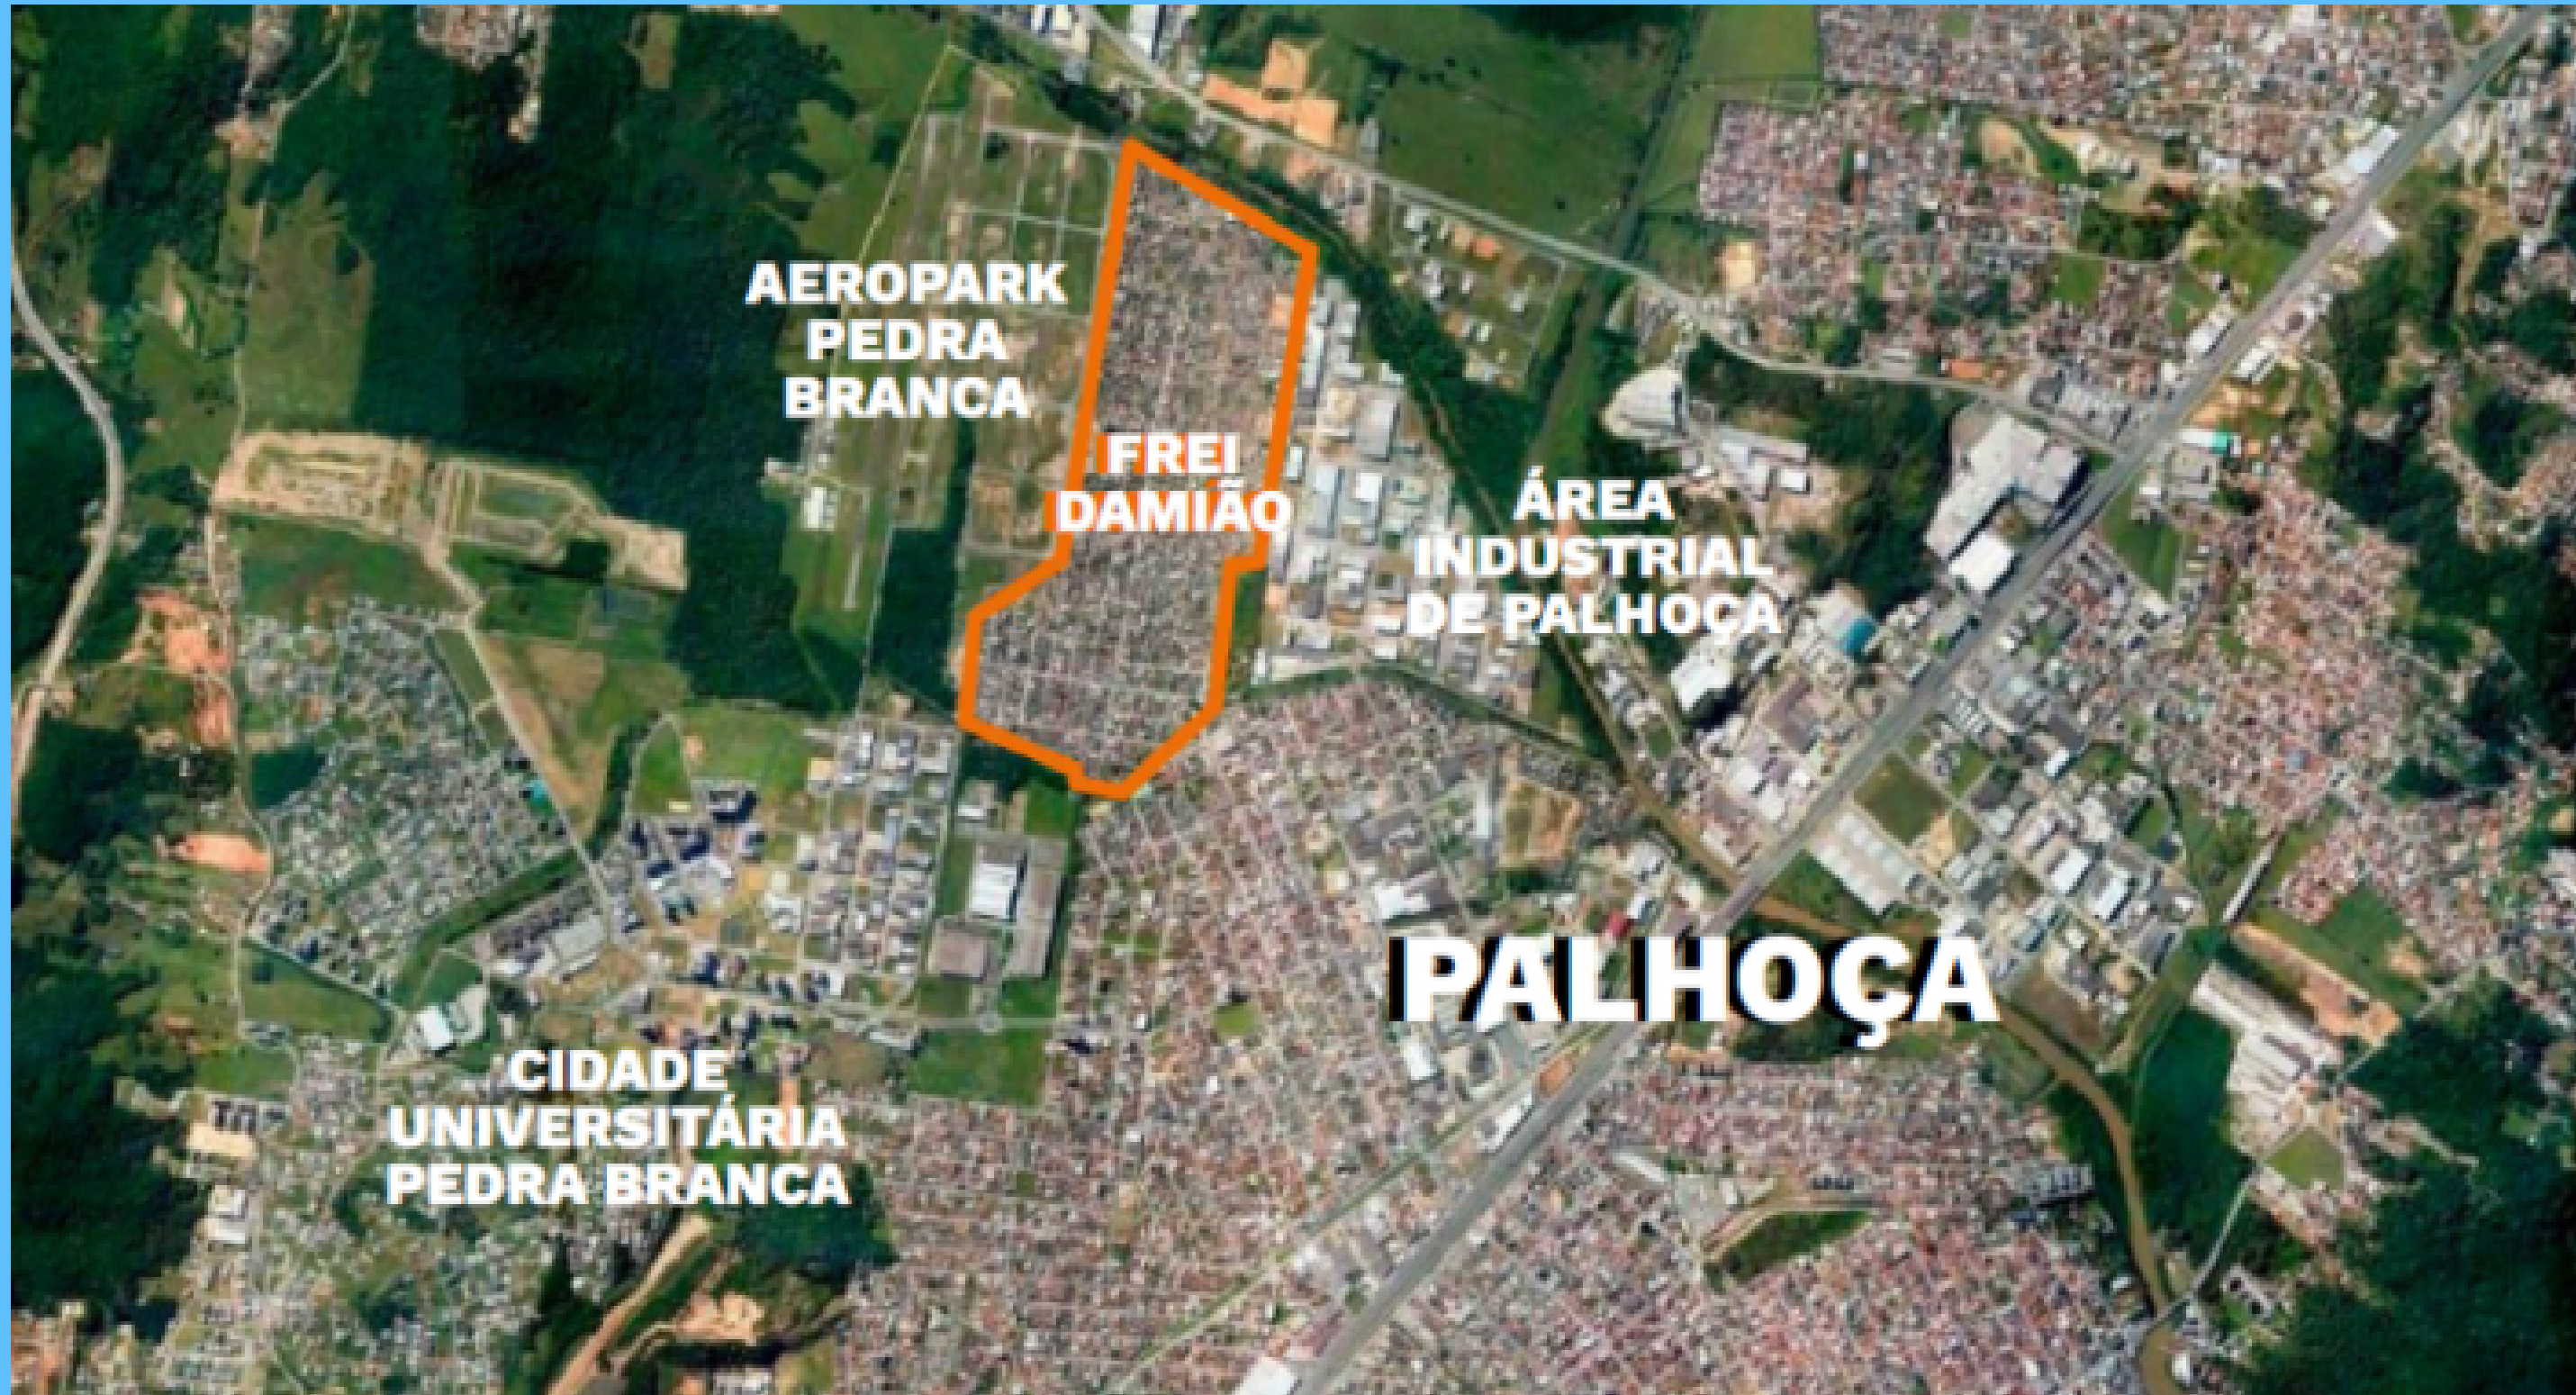 AEROPARK
PEDRA
BRANCA
FREI
DAMIÃO
ÁREA
INDUSTRIAL
DE PALHOÇA
PALHOÇA
CIDADE
UNIVERSITÁRIA
PEDRA BRANCA